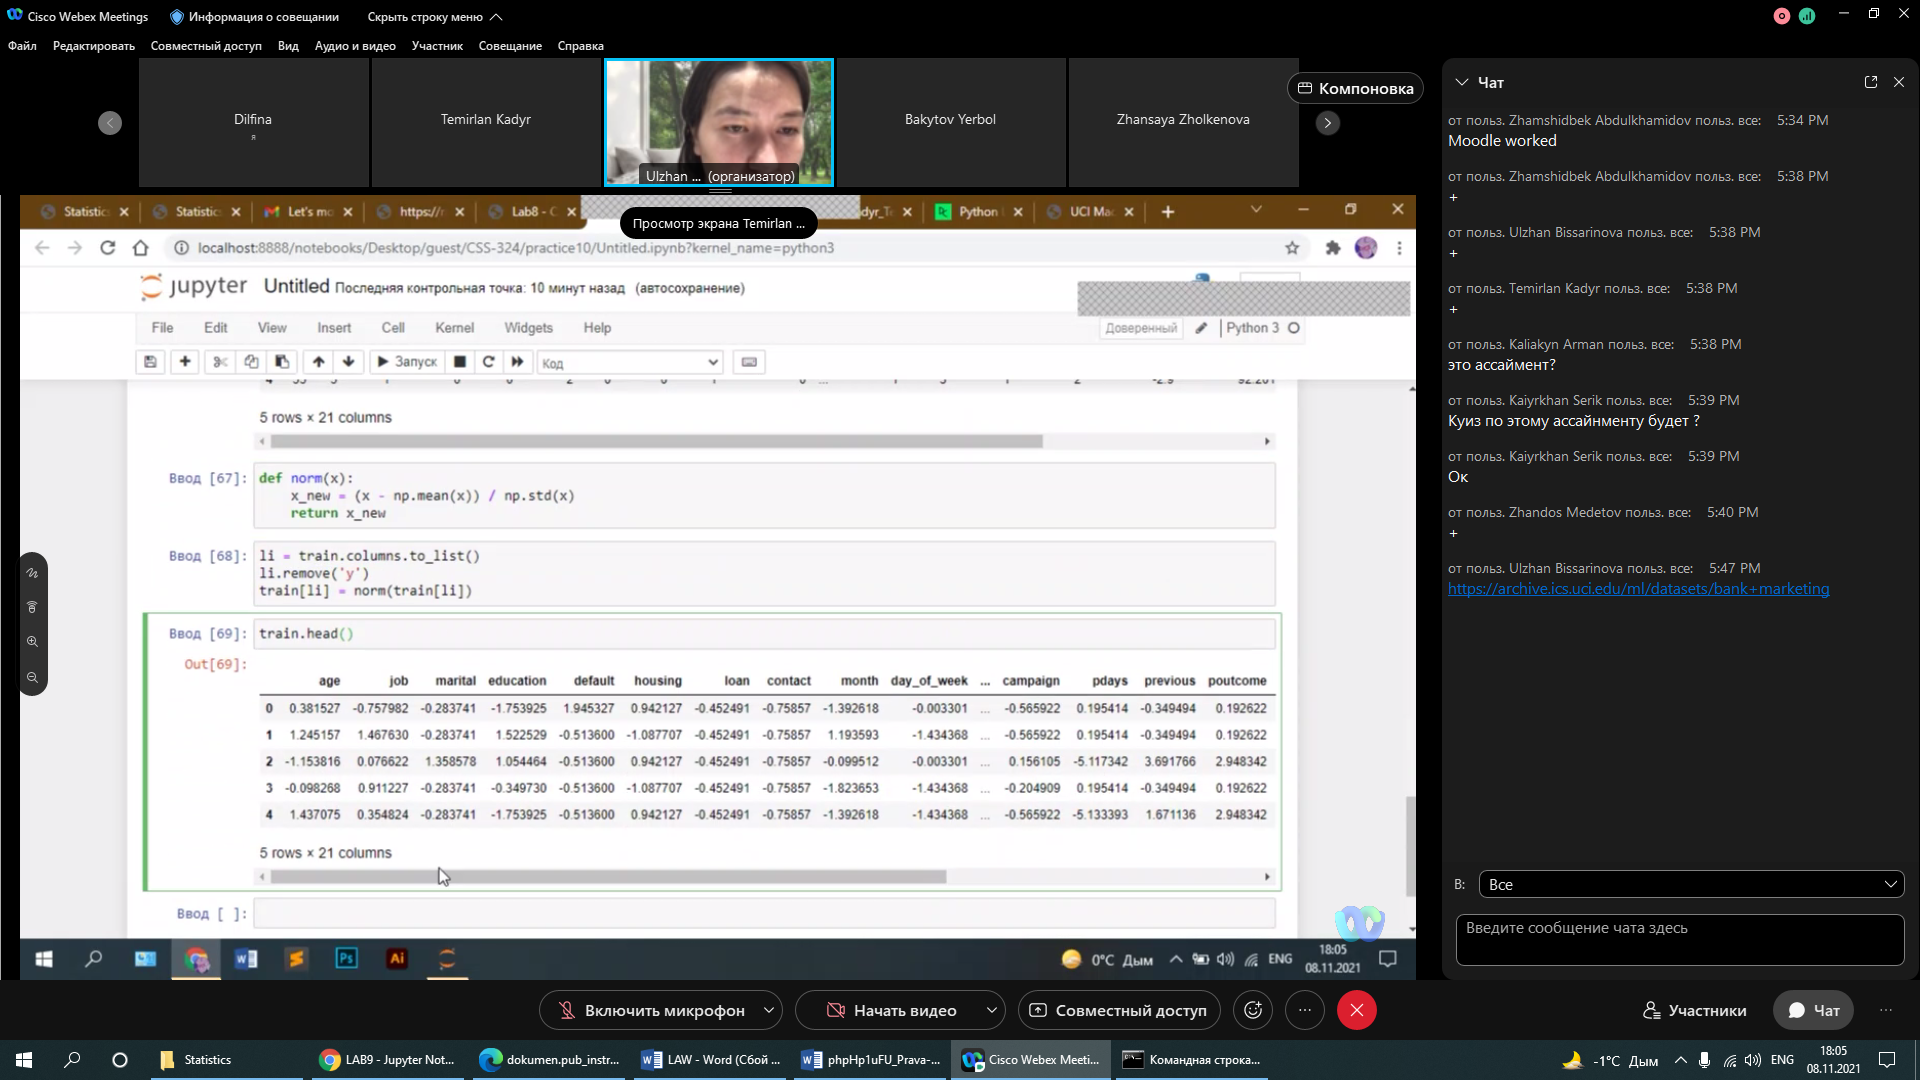 Cisco Webex Meetings
Информация о совещании
Скрыть строку меню
Файл Редактировать Совместный доступ Вид Аудио и видео Участник Совещание Справка
Dilfina
я
Temirlan Kadyr
Ulzhan ... (организатор)
Bakytov Yerbol
Zhansaya Zholkenova
Компоновка
Statistic Statistic Let's mo https://r Lab8 - C Python UCI Mac
Просмотр экрана Temirlan ...
localhost:8888/notebooks/Desktop/guest/CSS-324/practice10/Untitled.ipynb?kernel_name=python3
jupyter Untitled Последняя контрольная точка: 10 минут назад (автосохранение)
File Edit View Insert Cell Kernel Widgets Help
Доверенный Python 3
Запуск Код
5 rows × 21 columns
Ввод [67]: def norm(x):
x_new = (x - np.mean(x)) / np.std(x)
return x_new
Ввод [68]: li = train.columns.to_list()
li.remove('y')
train[li] = norm(train[li])
Ввод [69]: train.head()
Out[69]:
age job marital education default housing loan contact month day_of_week ... campaign pdays previous poutcome
0 0.381527 -0.757982 -0.283741 -1.753925 1.945327 0.942127 -0.452491 -0.75857 -1.392618 -0.003301 ... -0.565922 0.195414 -0.349494 0.192622
1 1.245157 1.467630 -0.283741 1.522529 -0.513600 -1.087707 -0.452491 -0.75857 1.193593 -1.434368 ... -0.565922 0.195414 -0.349494 0.192622
2 -1.153816 0.076622 1.358578 1.054464 -0.513600 0.942127 -0.452491 -0.75857 -0.099512 -0.003301 ... 0.156105 -5.117342 3.691766 2.948342
3 -0.098268 0.911227 -0.283741 -0.349730 -0.513600 -1.087707 -0.452491 -0.75857 -1.823653 -1.434368 ... -0.204909 0.195414 -0.349494 0.192622
4 1.437075 0.354824 -0.283741 -1.753925 -0.513600 0.942127 -0.452491 -0.75857 -1.392618 -1.434368 ... -0.565922 -5.133393 1.671136 2.948342
5 rows × 21 columns
Ввод [ ]:
Ps Ai
0°C Дым ENG 18:05
08.11.2021
Чат
от польз. Zhamshidbek Abdulkhamidov польз. все: 5:34 PM
Moodle worked
от польз. Zhamshidbek Abdulkhamidov польз. все: 5:38 PM
+
от польз. Ulzhan Bissarinova польз. все: 5:38 PM
+
от польз. Temirlan Kadyr польз. все: 5:38 PM
+
от польз. Kaliakyn Arman польз. все: 5:38 PM
это ассаймент?
от польз. Kaiyrkhan Serik польз. все: 5:39 PM
Куиз по этому ассайнменту будет ?
от польз. Kaiyrkhan Serik польз. все: 5:39 PM
Ок
от польз. Zhandos Medetov польз. все: 5:40 PM
+
от польз. Ulzhan Bissarinova польз. все: 5:47 PM
https://archive.ics.uci.edu/ml/datasets/bank+marketing
В: Все
Введите сообщение чата здесь
Включить микрофон Начать видео Совместный доступ Участники Чат
Statistics LAB9 - Jupyter Not... dokumen.pub_instr... LAW - Word (Сбой ... phpHp1uFU_Prava-... Cisco Webex Meeti... Командная строка...
-1°C Дым ENG 18:05
08.11.2021